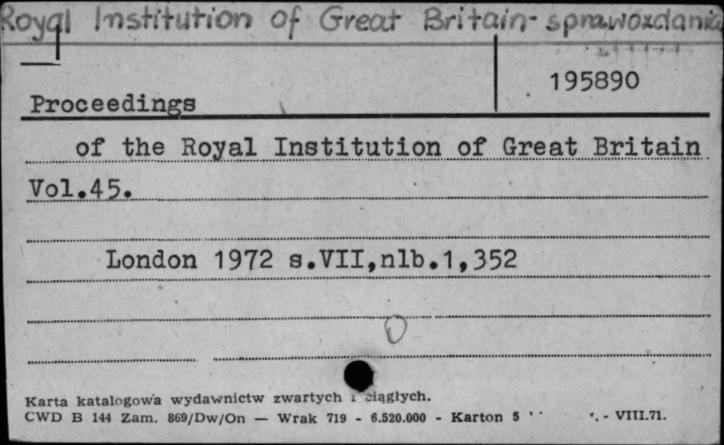 Royal Institution of Great Britain - sprawozdania
195890
Proceedings
of the Royal Institution of Great Britain
Vol.45.
London 1972 s.VII,nlb.1,352
Karta katalogowa wydawnictw zwartych i ciągłych.
CWD B 144 Zam. 869/Dw/On — Wrak 719 - 6.520.000 - Karton 5 - VIII.71.